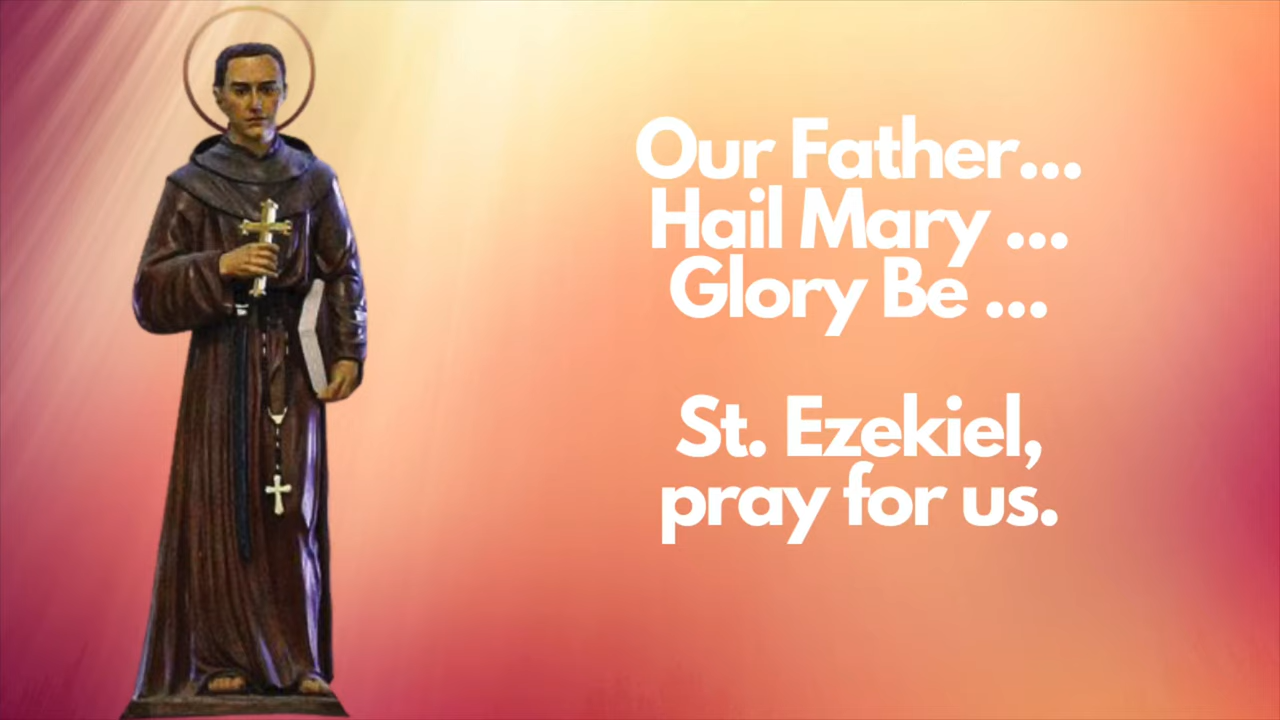 Our Father...
Hail Mary ...
Glory Be ...
St. Ezekiel,
pray for us.